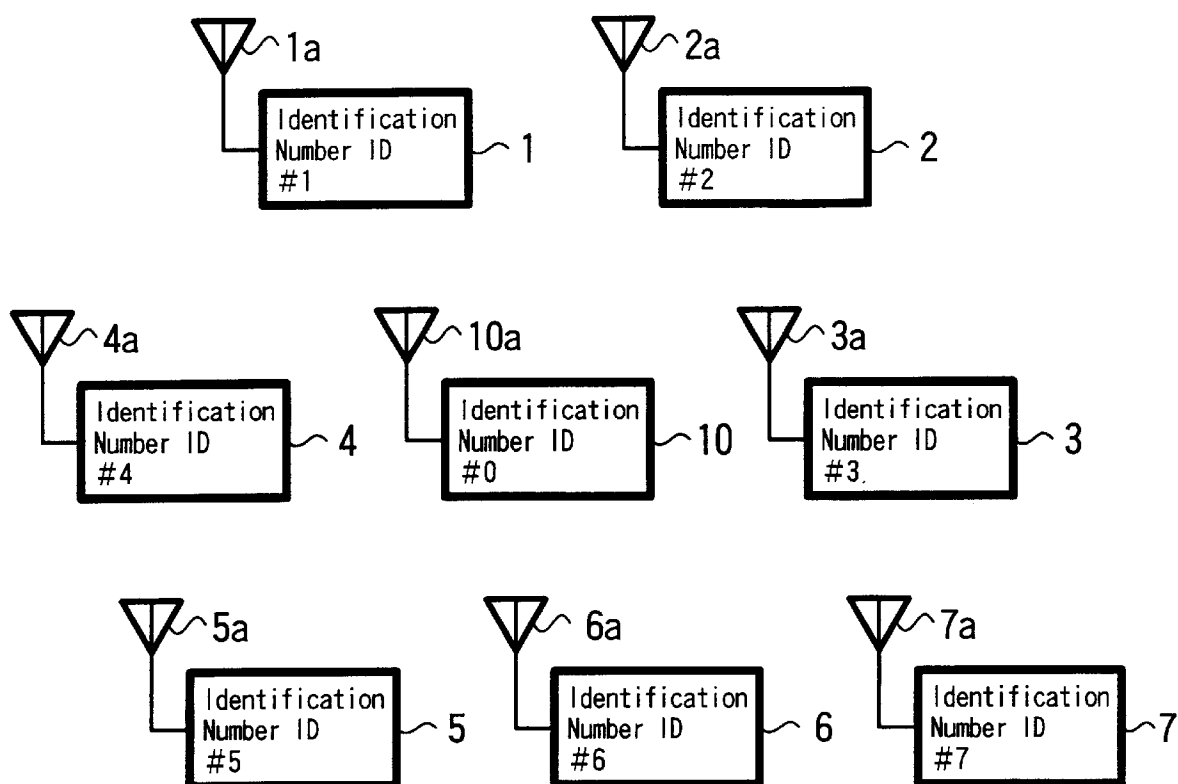 1a
2a
Identification
Number ID
#1
1
Identification
Number ID
#2
2
4a
10a
3a
Identification
Number ID
#4
4
Identification
Number ID
#0
10
Identification
Number ID
#3.
3
5a
6a
7a
Identification
Number ID
#5
5
Identification
Number ID
#6
6
Identification
Number ID
#7
7